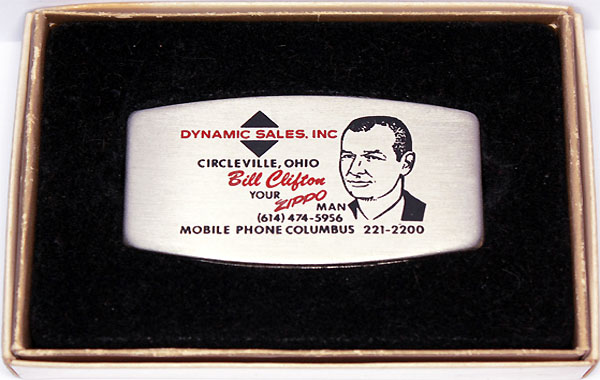 DYNAMIC SALES, INC
CIRCLEVILLE, OHIO
Bill Clifton
YOUR ZIPPO MAN
(614) 474-5956
MOBILE PHONE COLUMBUS 221-2200